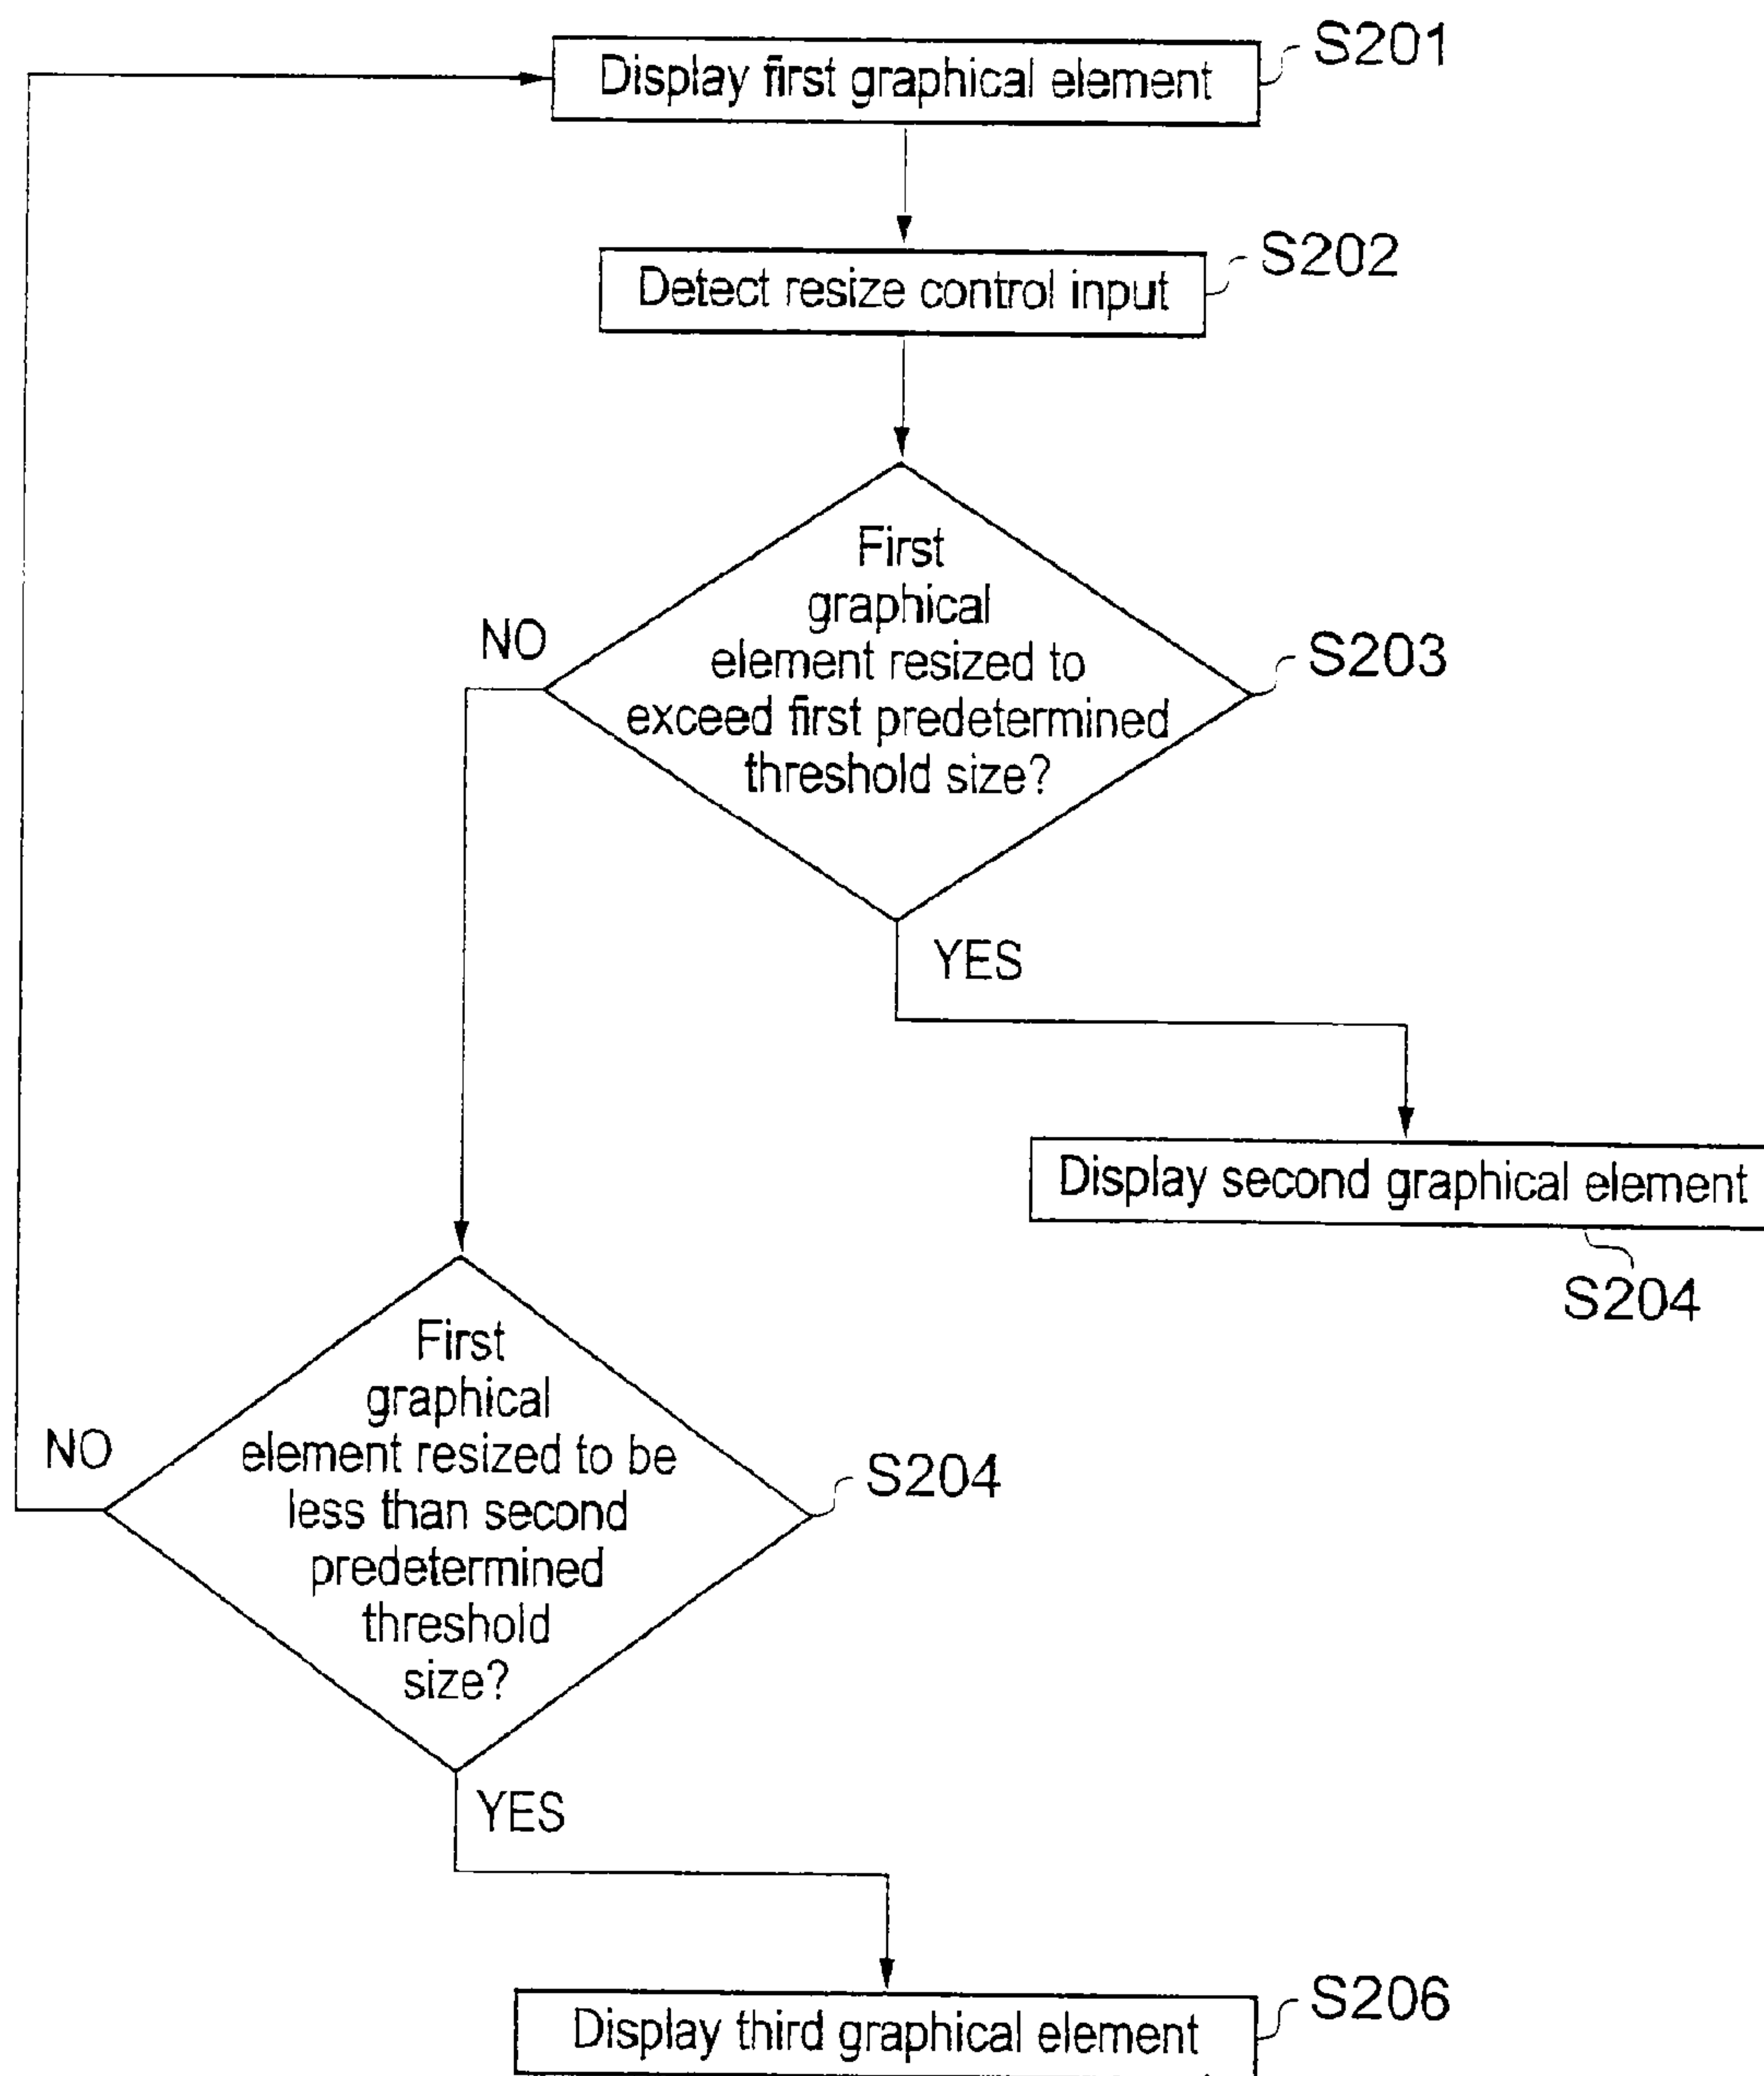 Display first graphical element
S201
Detect resize control input
S202
First
graphical
element resized to
exceed first predetermined
threshold size?
S203
NO
YES
Display second graphical element
S204
First
graphical
element resized to be
less than second
predetermined
threshold
size?
S204
NO
YES
Display third graphical element
S206